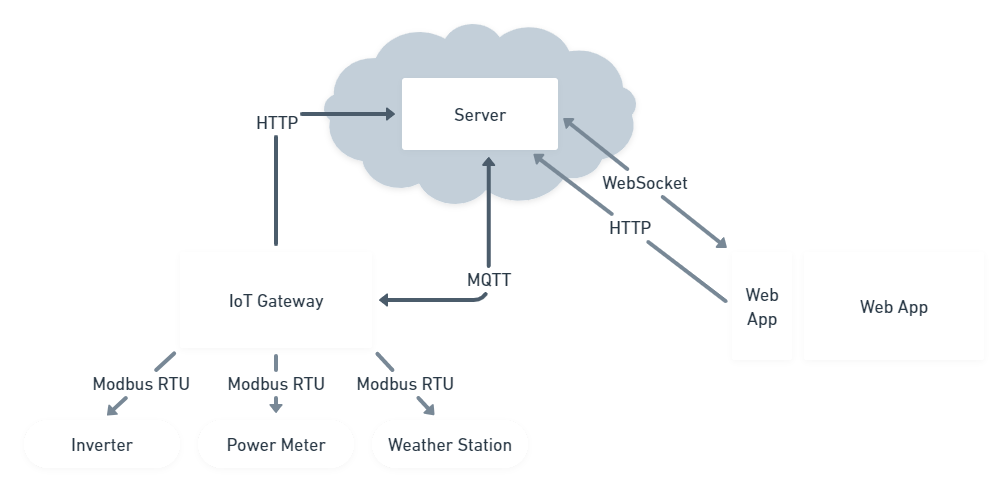 Server
HTTP
WebSocket
HTTP
MQTT
IoT Gateway
Web
App
Web App
Modbus RTU
Modbus RTU
Modbus RTU
Inverter
Power Meter
Weather Station